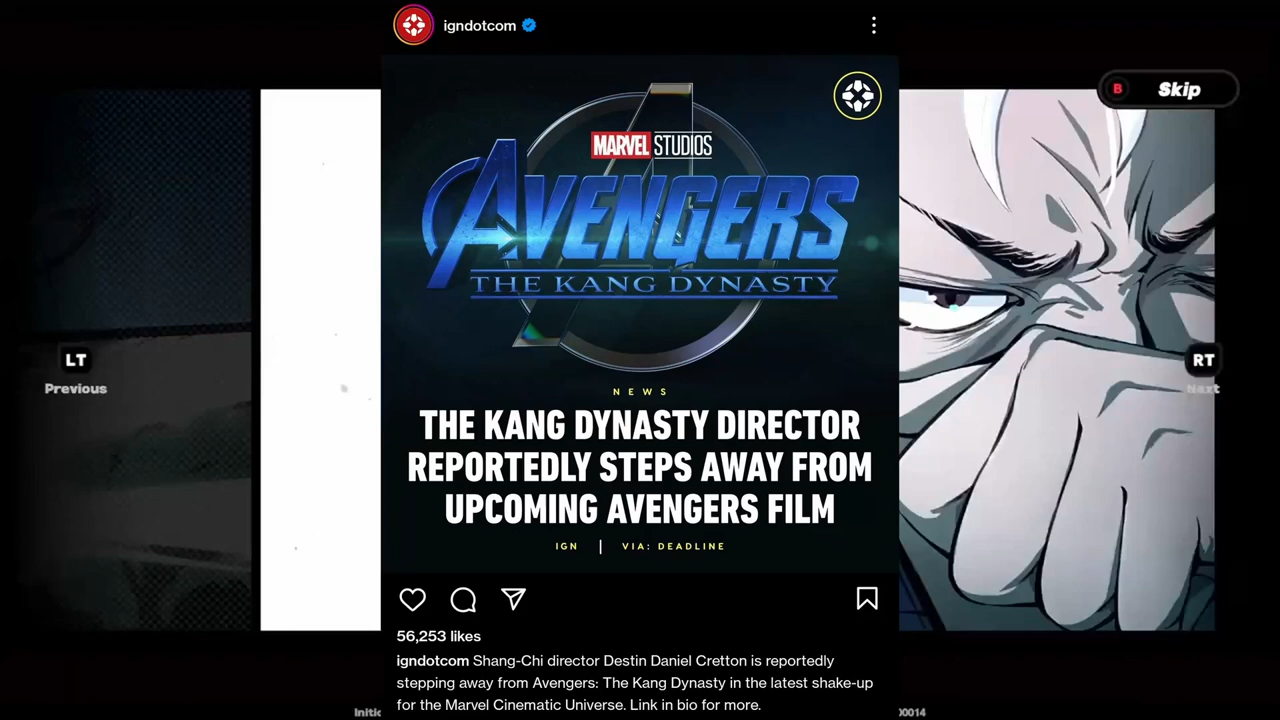 igndotcom
B Skip
MARVEL STUDIOS
AVENGERS
THE KANG DYNASTY
LT
Previous
RT
Next
NEWS
THE KANG DYNASTY DIRECTOR
REPORTEDLY STEPS AWAY FROM
UPCOMING AVENGERS FILM
IGN | VIA: DEADLINE
56,253 likes
igndotcom Shang-Chi director Destin Daniel Cretton is reportedly
stepping away from Avengers: The Kang Dynasty in the latest shake-up
for the Marvel Cinematic Universe. Link in bio for more.